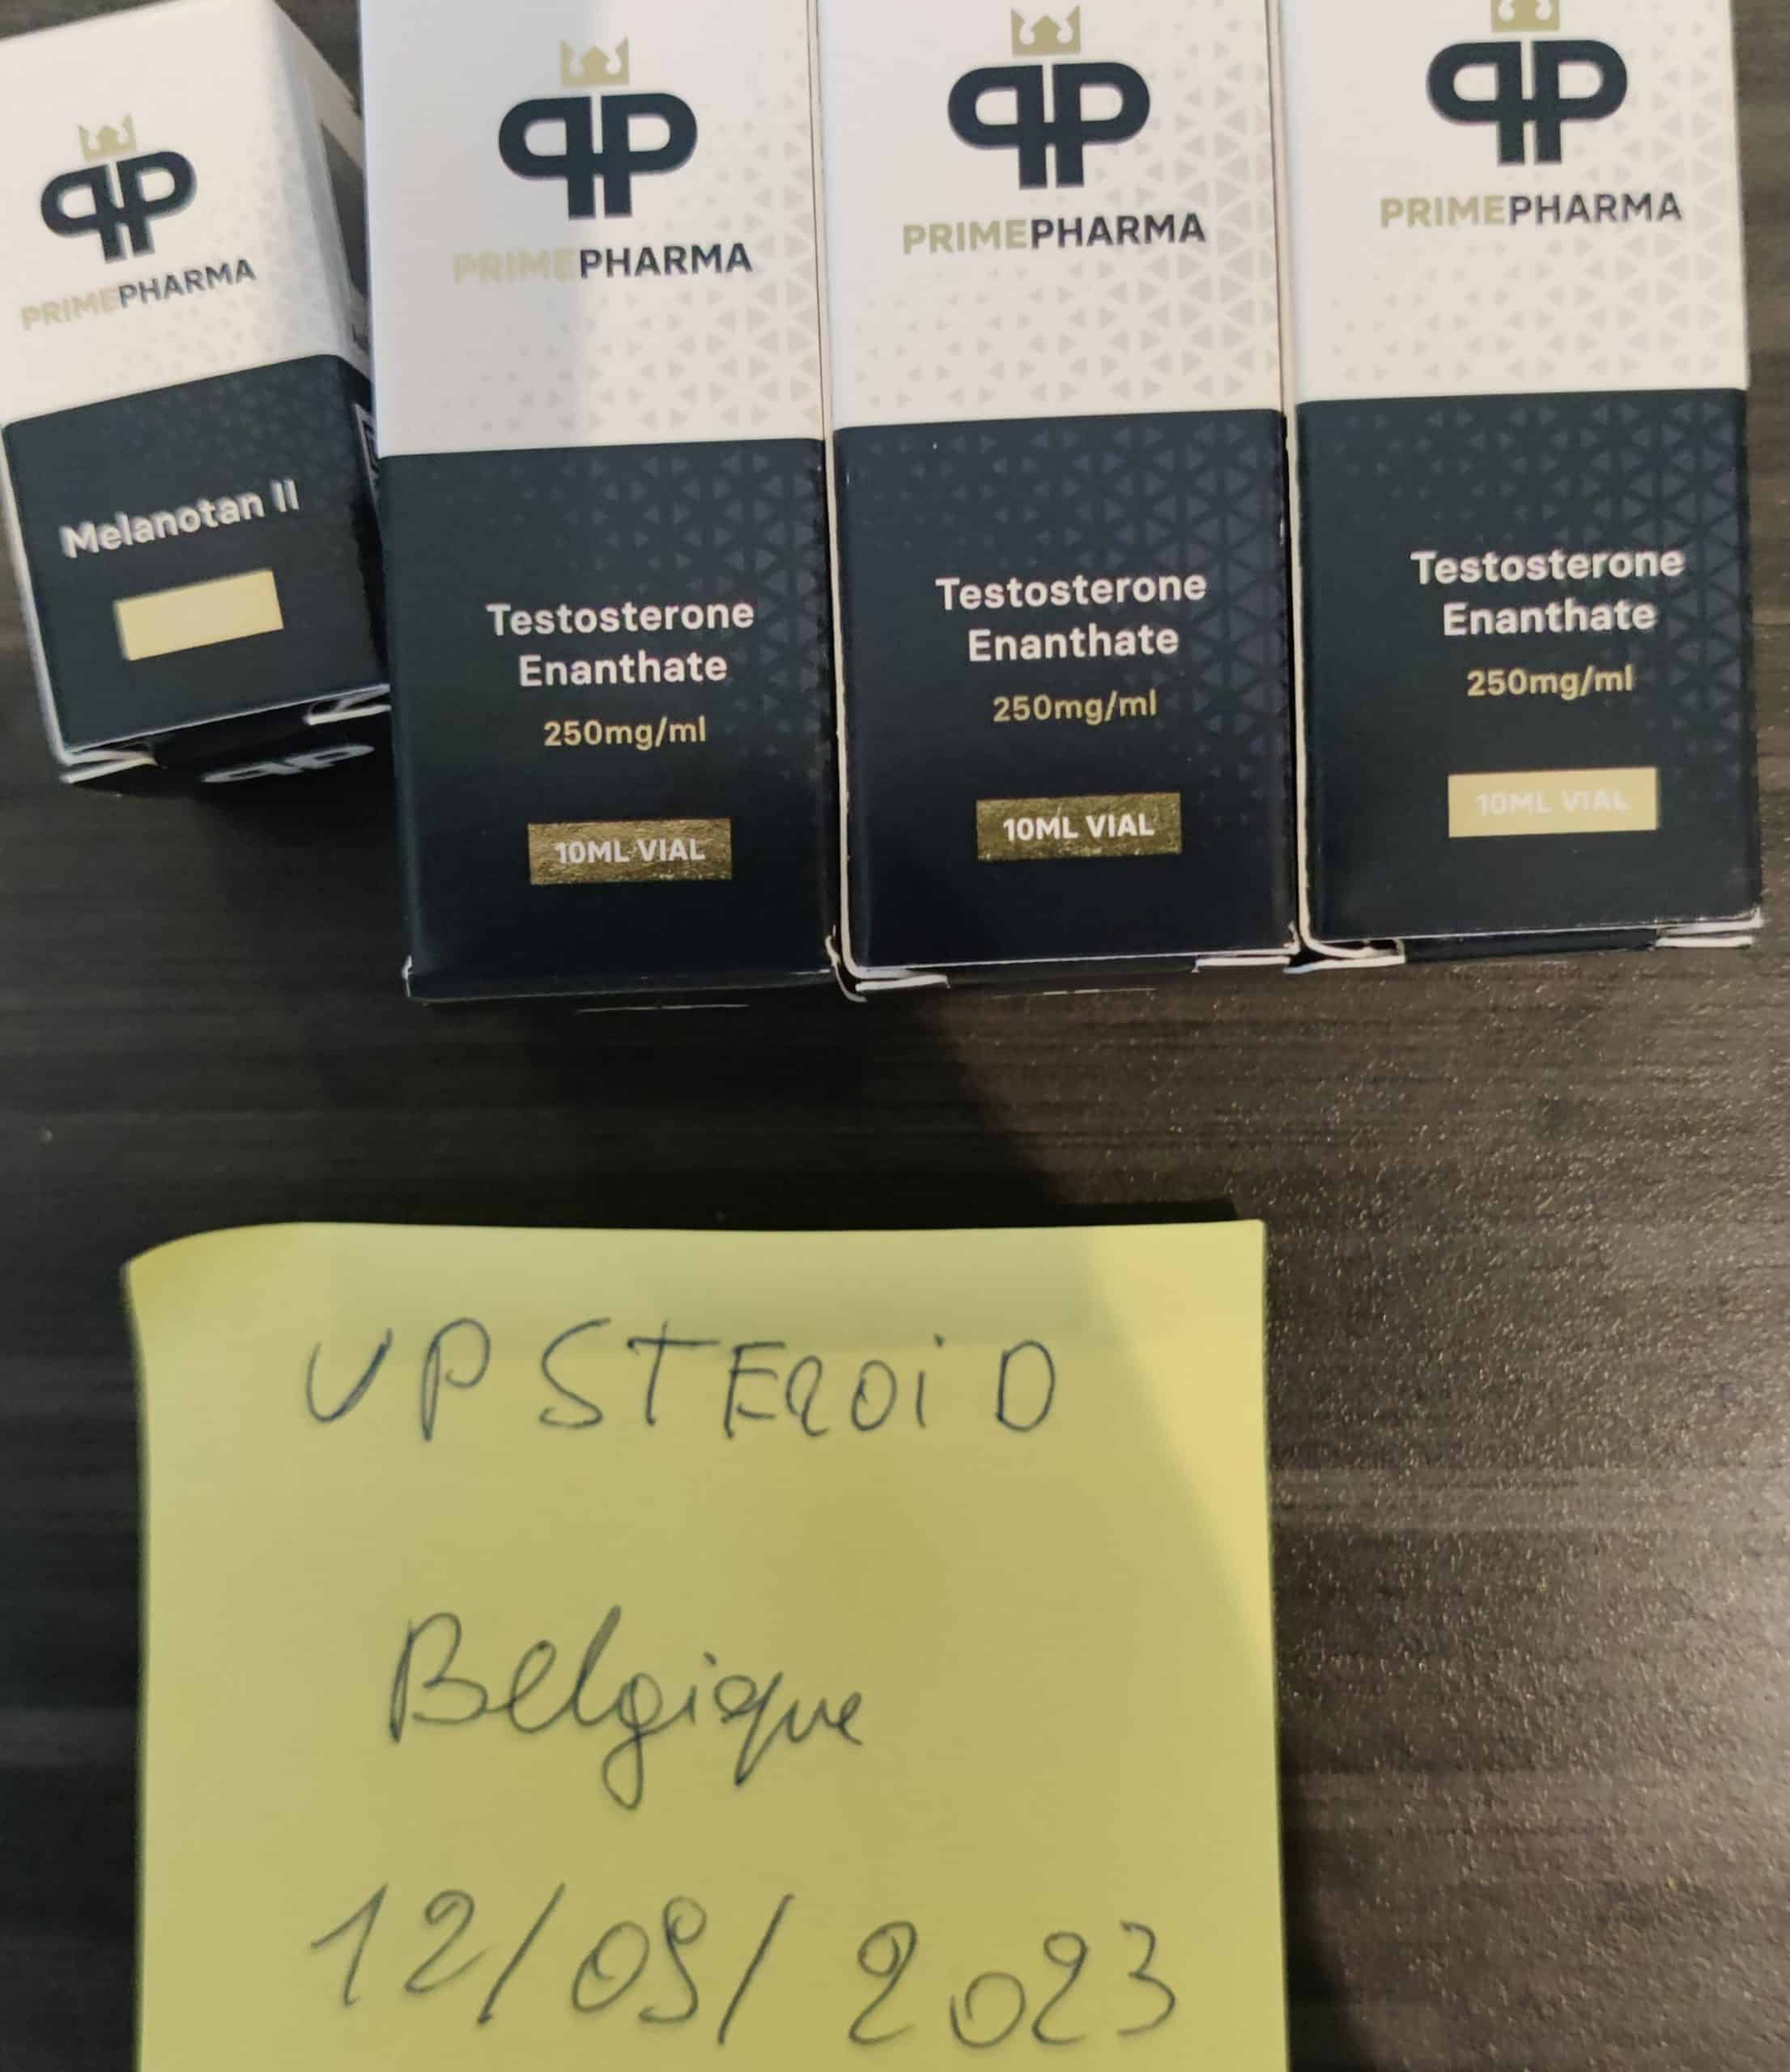 PRIMEPHARMA
Melanotan II
PRIMEPHARMA
Testosterone
Enanthate
250mg/ml
10ML VIAL
PRIMEPHARMA
Testosterone
Enanthate
250mg/ml
10ML VIAL
PRIMEPHARMA
Testosterone
Enanthate
250mg/ml
10ML VIAL
UPSTEROiD
Belgique
12/09/2023